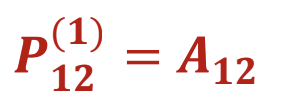 P_{12}^{(1)} = A_{12}